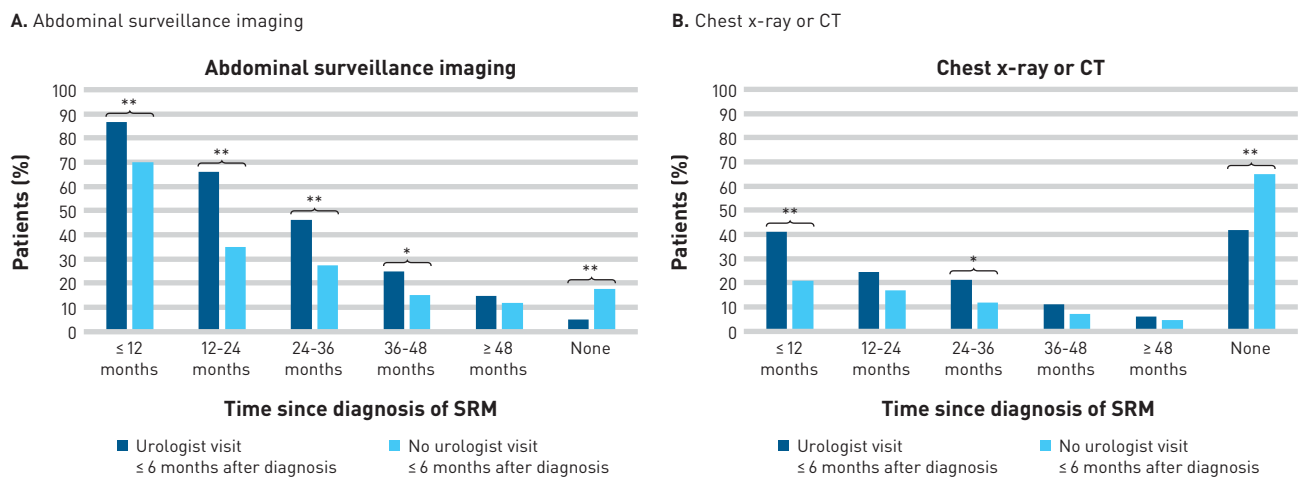 A. Abdominal surveillance imaging
Abdominal surveillance imaging
Patients (%)
100
90
80
70
60
50
40
30
20
10
0
**
**
**
*
**
≤ 12 months
12-24 months
24-36 months
36-48 months
≥ 48 months
None
Time since diagnosis of SRM
Urologist visit
≤ 6 months after diagnosis
No urologist visit
≤ 6 months after diagnosis
B. Chest x-ray or CT
Chest x-ray or CT
Patients (%)
100
90
80
70
60
50
40
30
20
10
0
**
*
**
≤ 12 months
12-24 months
24-36 months
36-48 months
≥ 48 months
None
Time since diagnosis of SRM
Urologist visit
≤ 6 months after diagnosis
No urologist visit
≤ 6 months after diagnosis